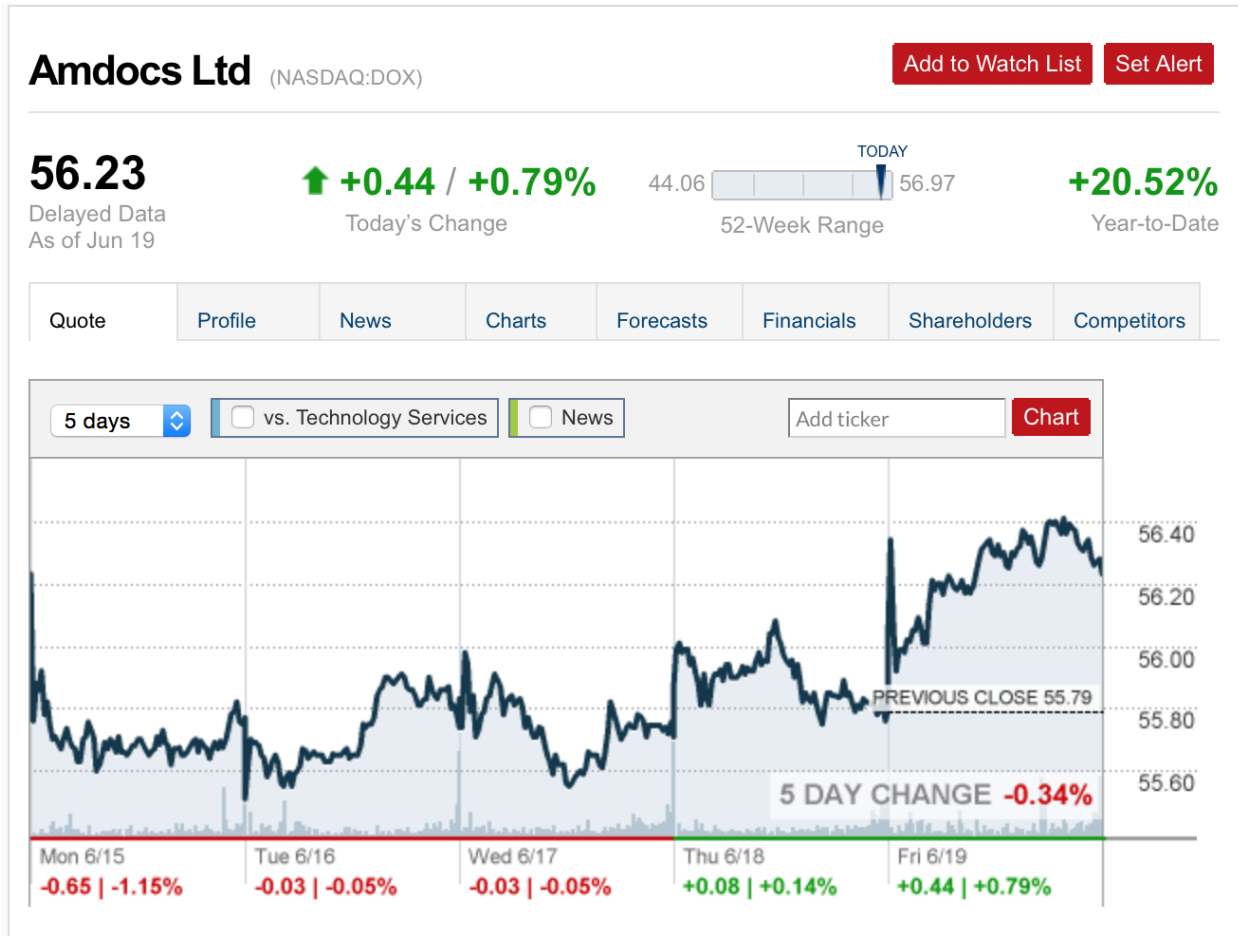 Amdocs Ltd (NASDAQ:DOX) Add to Watch List Set Alert
TODAY
56.23 +0.44 / +0.79% 44.06 56.97 +20.52%
Delayed Data Today's Change 52-Week Range Year-to-Date
As of Jun 19
Quote Profile News Charts Forecasts Financials Shareholders Competitors
5 days vs. Technology Services News Add ticker Chart
56.40
56.20
56.00
PREVIOUS CLOSE 55.79
55.80
55.60
5 DAY CHANGE -0.34%
Mon 6/15 Tue 6/16 Wed 6/17 Thu 6/18 Fri 6/19
-0.65 | -1.15% -0.03 | -0.05% -0.03 | -0.05% +0.08 | +0.14% +0.44 | +0.79%